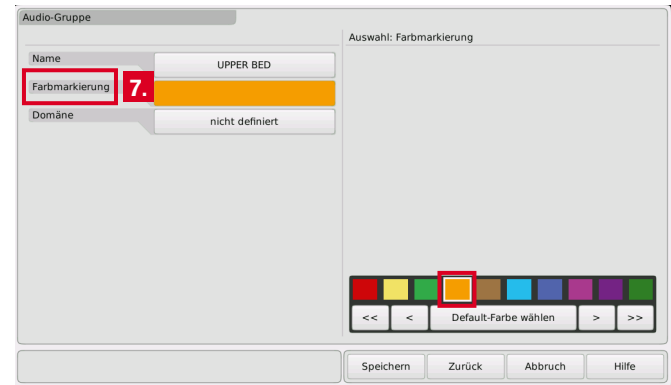 Audio-Gruppe
Auswahl: Farbmarkierung
Name
UPPER BED
Farbmarkierung
7.
Domäne
nicht definiert
<< < Default-Farbe wählen > >>
Speichern Zurück Abbruch Hilfe